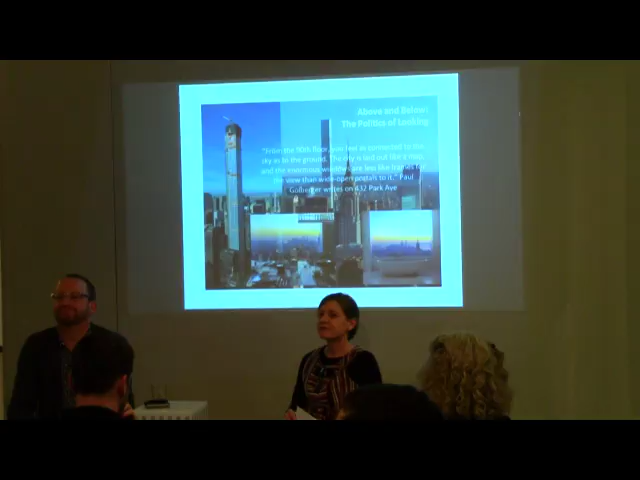 Above and Below:
The Politics of Looking
"From the 90th floor, you feel as connected to the
sky as to the ground. The city is laid out like a map,
and the enormous windows are less like frames for
the view than wide-open portals to it." Paul
Golberger writes on 432 Park Ave